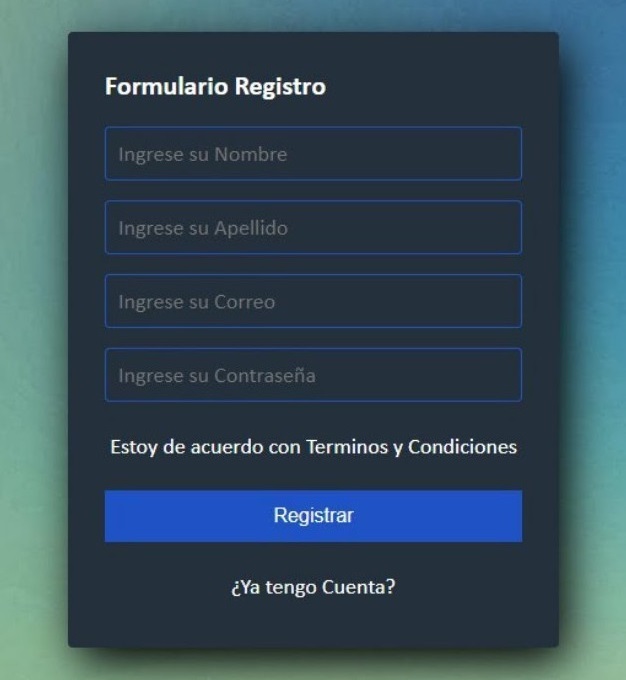 Formulario Registro
Ingrese su Nombre
Ingrese su Apellido
Ingrese su Correo
Ingrese su Contraseña
Estoy de acuerdo con Terminos y Condiciones
Registrar
¿Ya tengo Cuenta?